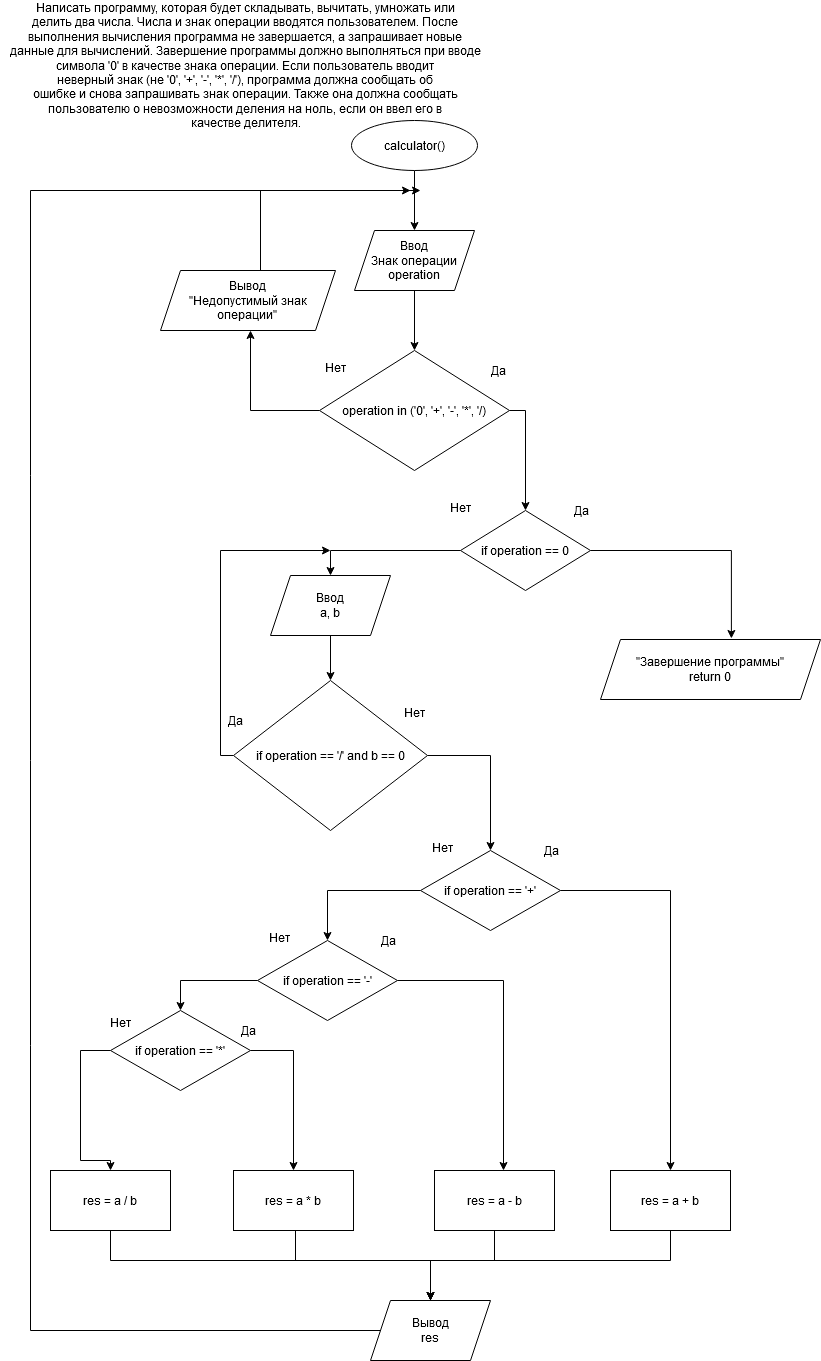 Написать программу, которая будет складывать, вычитать, умножать или
делить два числа. Числа и знак операции вводятся пользователем. После
выполнения вычисления программа не завершается, а запрашивает новые
данные для вычислений. Завершение программы должно выполняться при вводе
символа '0' в качестве знака операции. Если пользователь вводит
неверный знак (не '0', '+', '-', '*', '/'), программа должна сообщать об
ошибке и снова запрашивать знак операции. Также она должна сообщать
пользователю о невозможности деления на ноль, если он ввел его в
качестве делителя.
calculator()
Ввод
Знак операции
operation
Вывод
"Недопустимый знак
операции"
Нет
Да
operation in ('0', '+', '-', '*', '/)
Нет
Да
if operation == 0
Ввод
a, b
"Завершение программы"
return 0
Да
Нет
if operation == '/' and b == 0
Нет
Да
if operation == '+'
Нет
Да
if operation == '-'
Нет
Да
if operation == '*'
res = a / b
res = a * b
res = a - b
res = a + b
Вывод
res